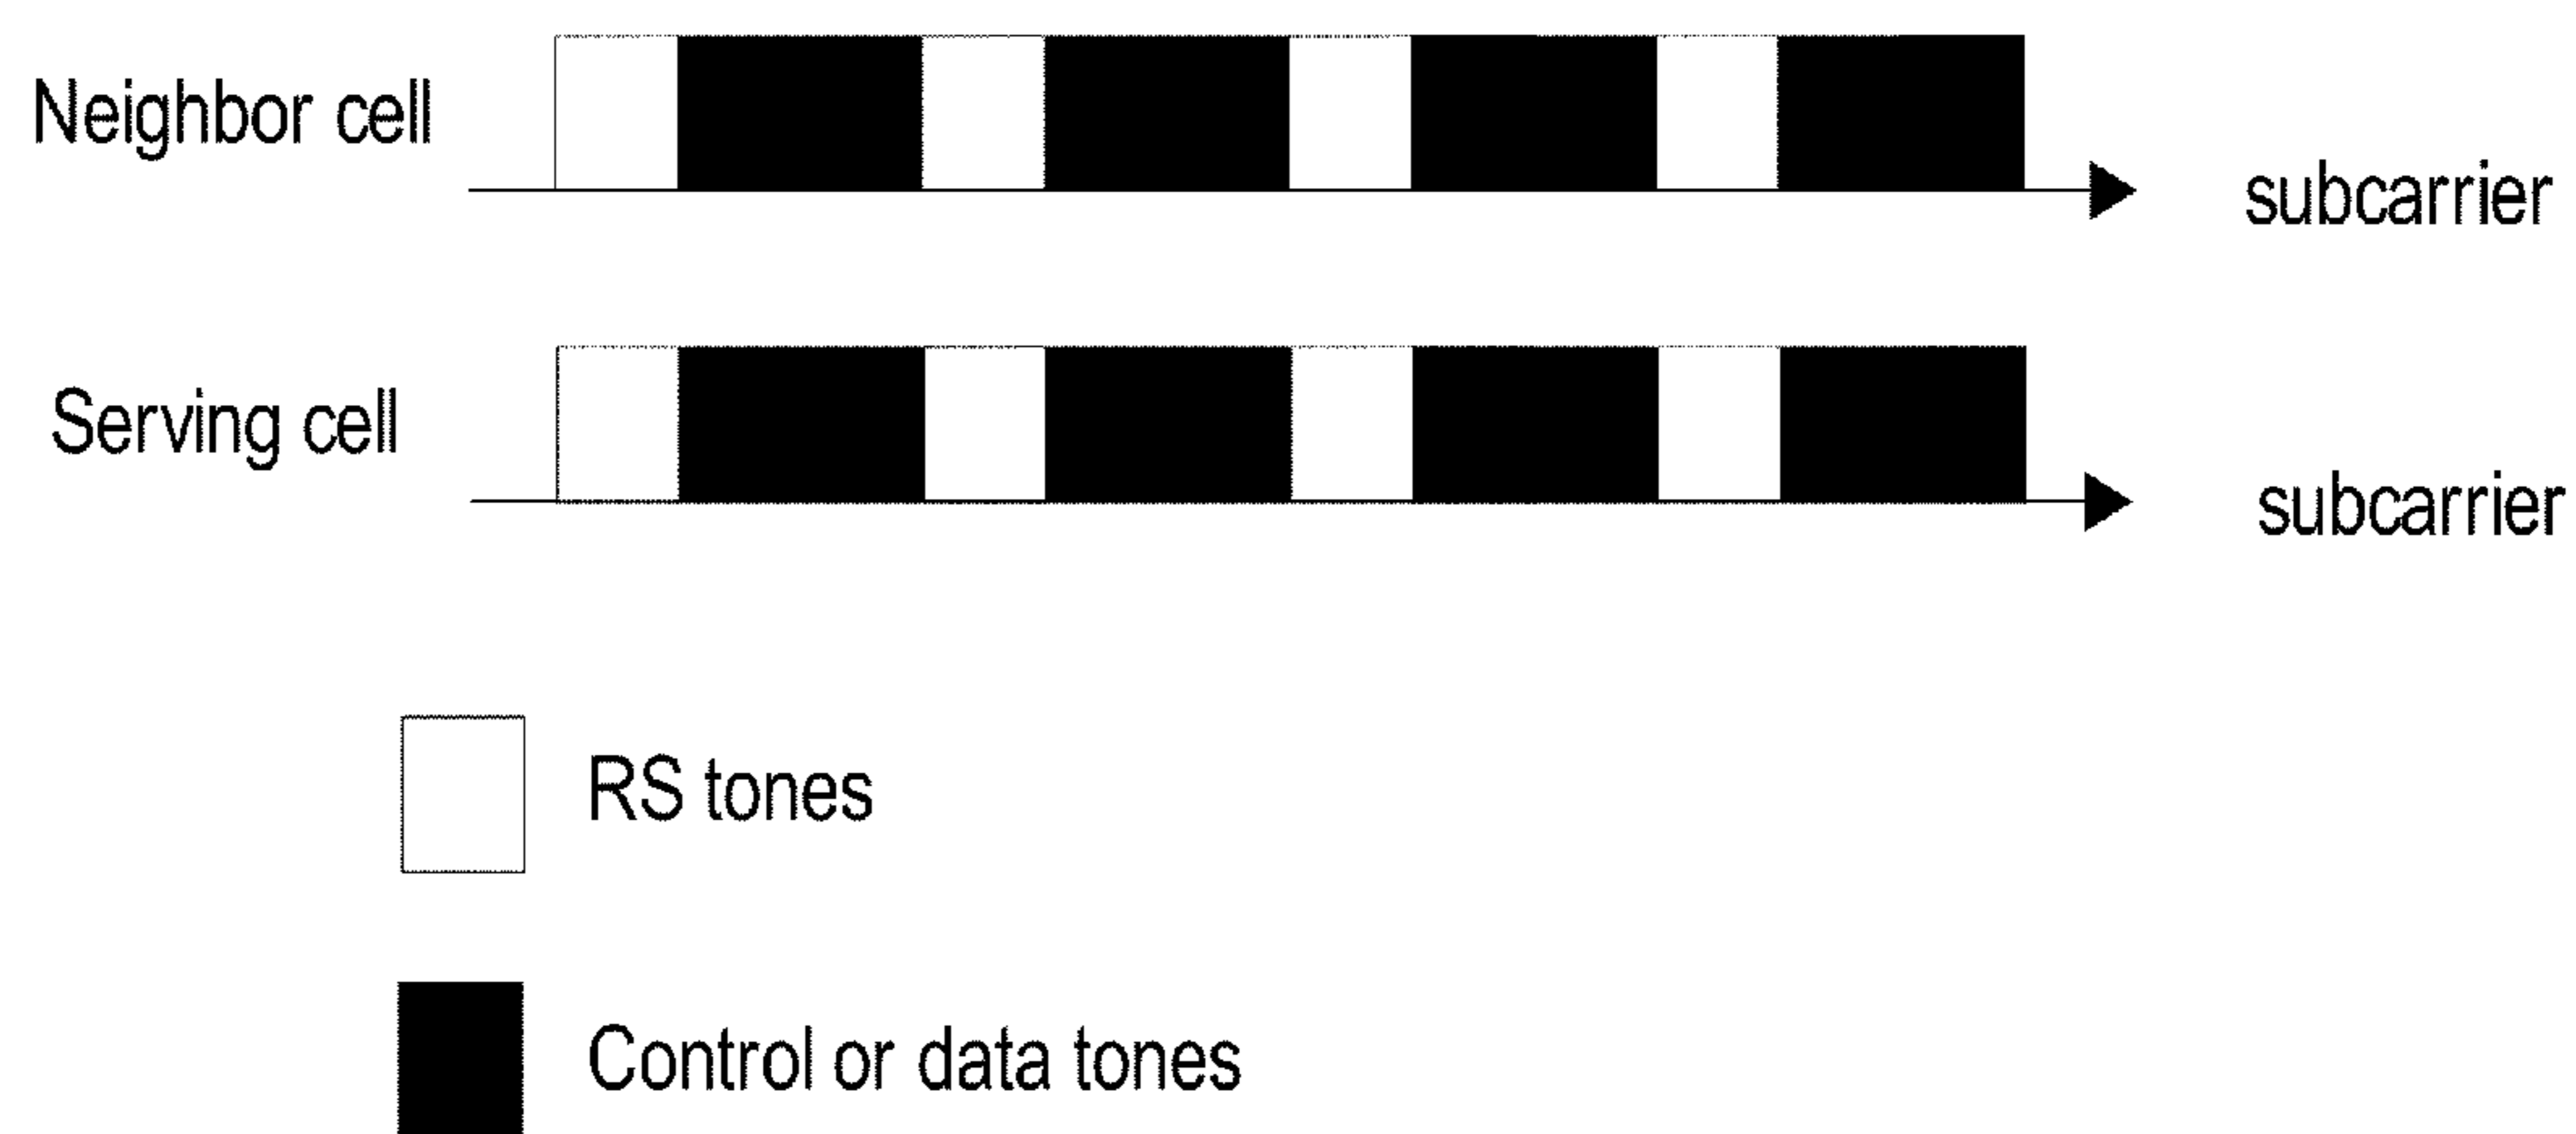 Neighbor cell
subcarrier
Serving cell
subcarrier
RS tones
Control or data tones